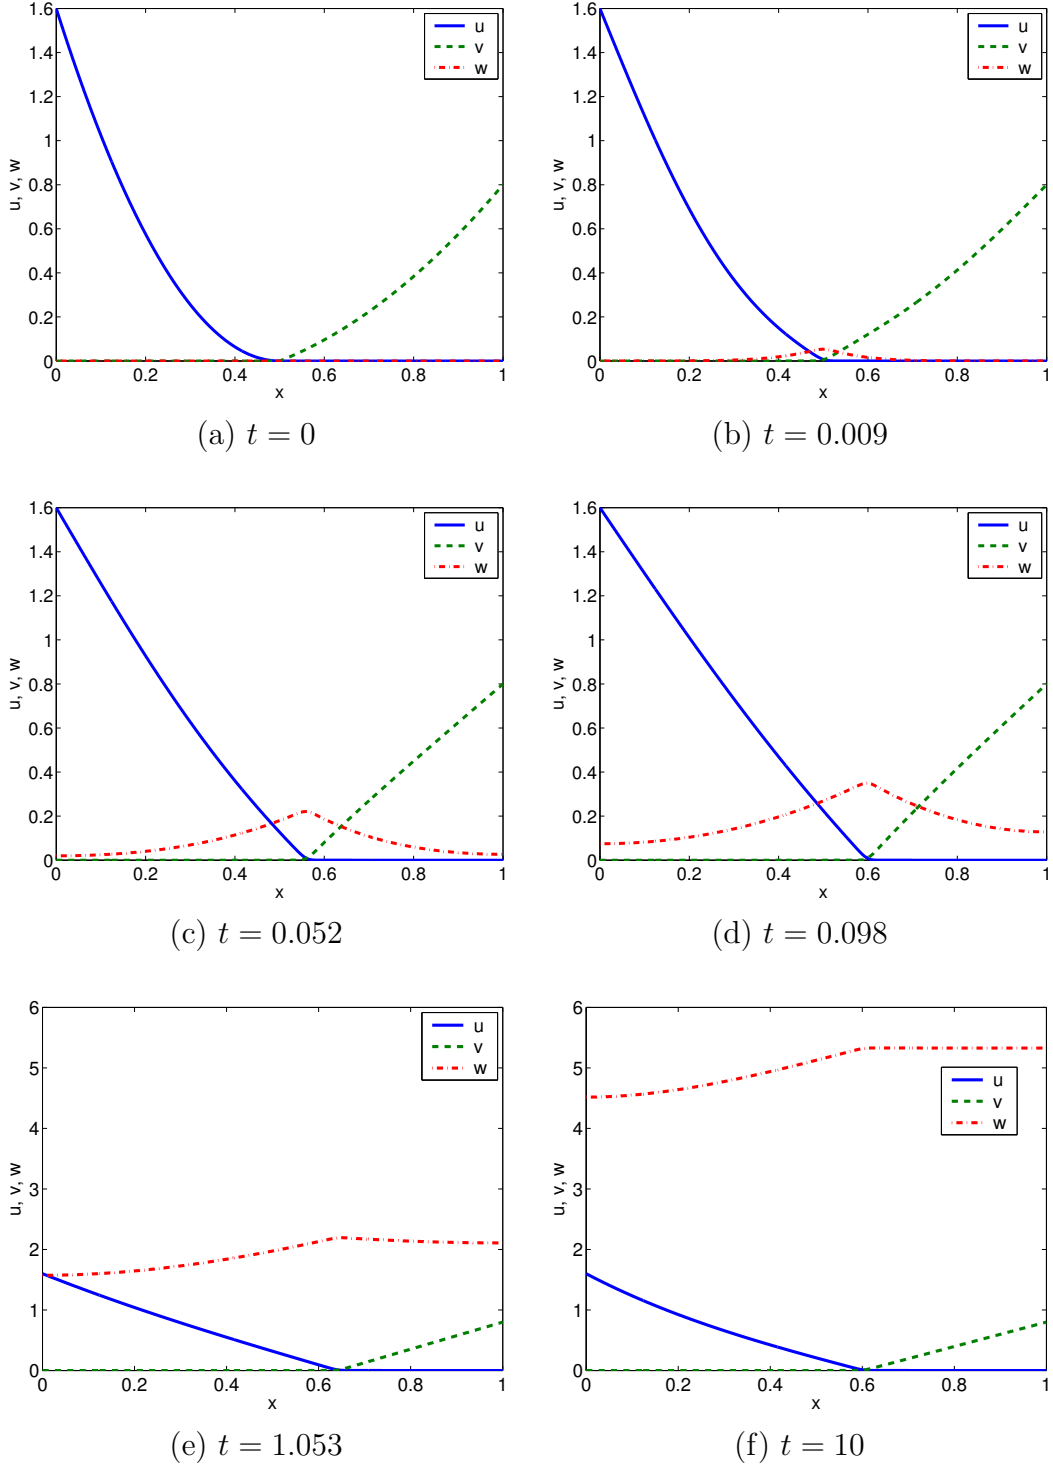 1.6
1.4
1.2
1
0.8
0.6
0.4
0.2
0
u, v, w
u
v
w
0 0.2 0.4 0.6 0.8 1
x
(a) t = 0
1.6
1.4
1.2
1
0.8
0.6
0.4
0.2
0
u, v, w
u
v
w
0 0.2 0.4 0.6 0.8 1
x
(b) t = 0.009
1.6
1.4
1.2
1
0.8
0.6
0.4
0.2
0
u, v, w
u
v
w
0 0.2 0.4 0.6 0.8 1
x
(c) t = 0.052
1.6
1.4
1.2
1
0.8
0.6
0.4
0.2
0
u, v, w
u
v
w
0 0.2 0.4 0.6 0.8 1
x
(d) t = 0.098
6
5
4
3
2
1
0
u, v, w
u
v
w
0 0.2 0.4 0.6 0.8 1
x
(e) t = 1.053
6
5
4
3
2
1
0
u, v, w
u
v
w
0 0.2 0.4 0.6 0.8 1
x
(f) t = 10